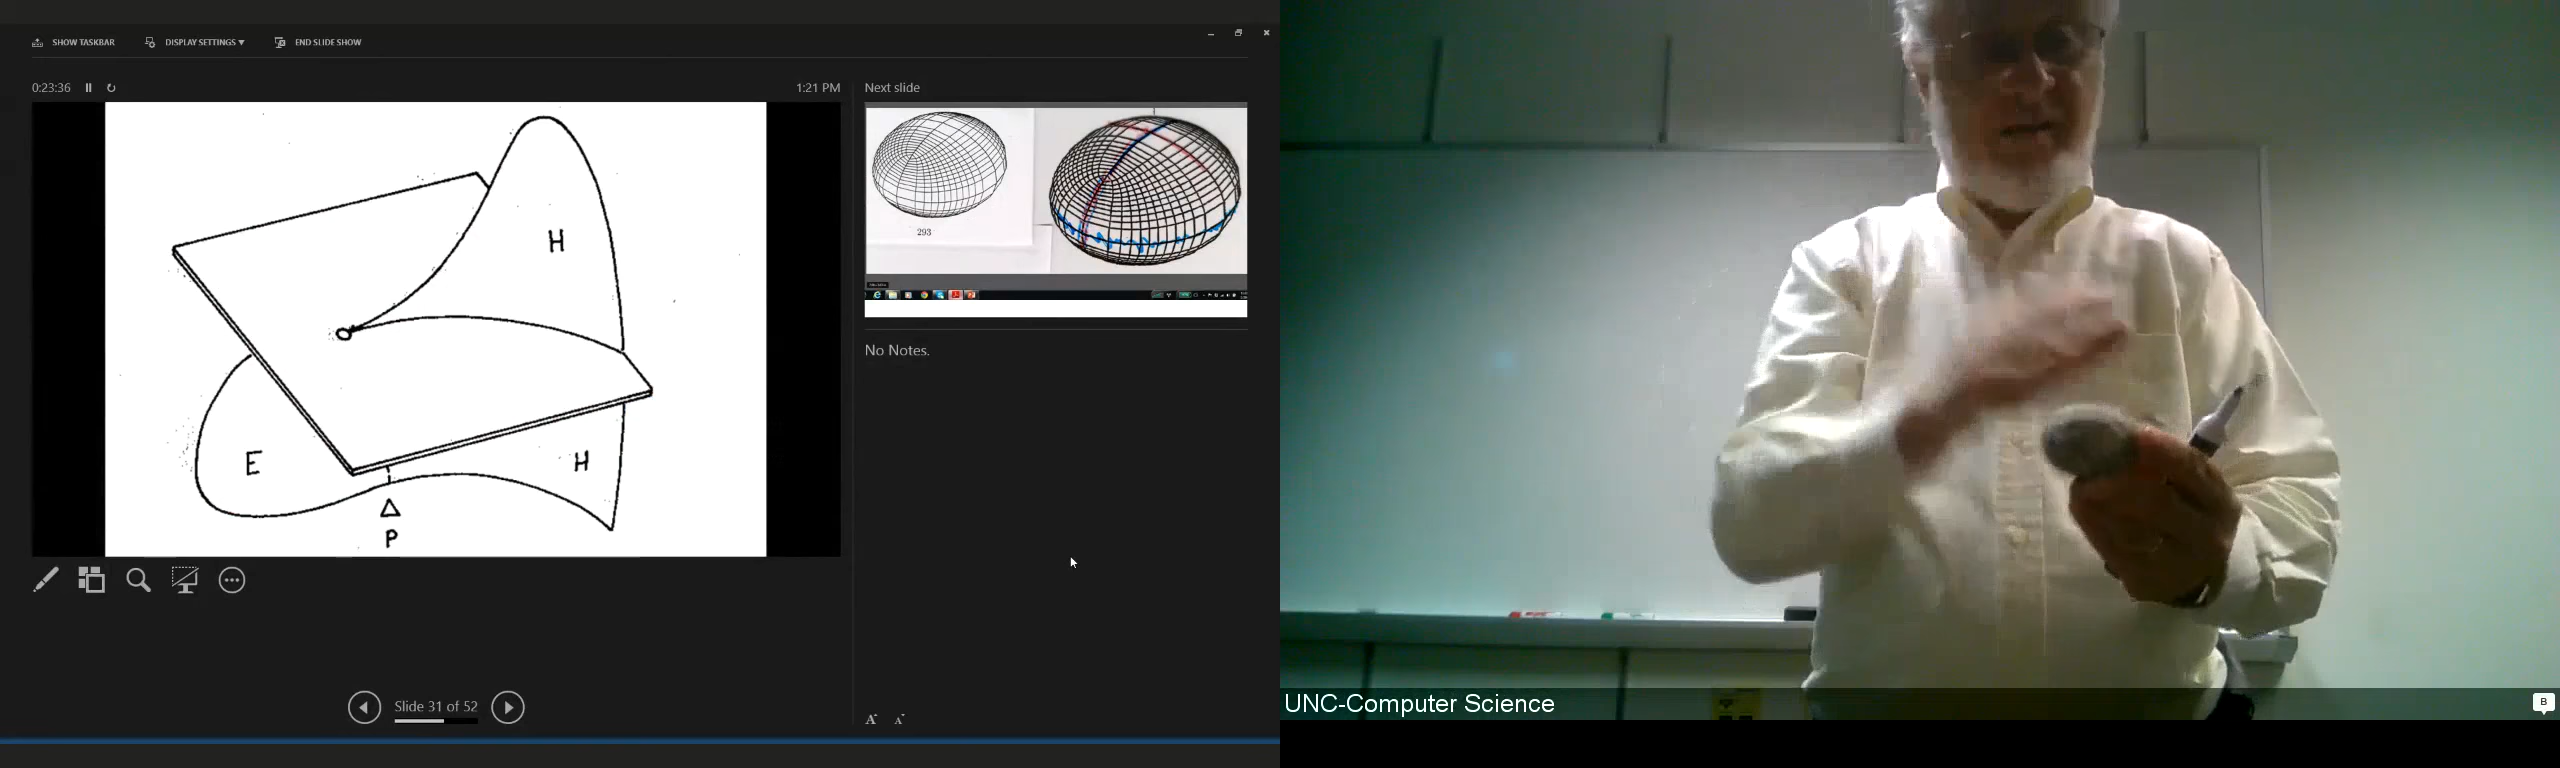 SHOW TASKBAR
DISPLAY SETTINGS ▼
END SLIDE SHOW
0:23:36
1:21 PM
Next slide
H
E
H
Δ
P
293
No Notes.
Slide 31 of 52
A
A
UNC-Computer Science
B